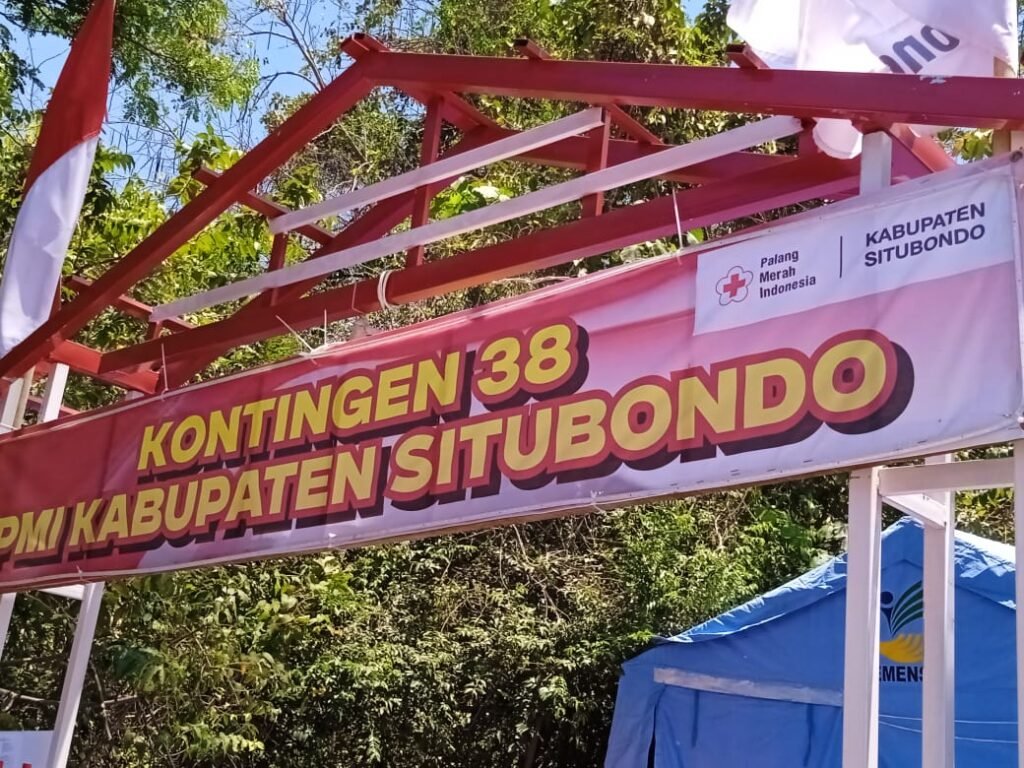 Palang
Merah
Indonesia
KABUPATEN
SITUBONDO
KONTINGEN 38
PMI KABUPATEN SITUBONDO